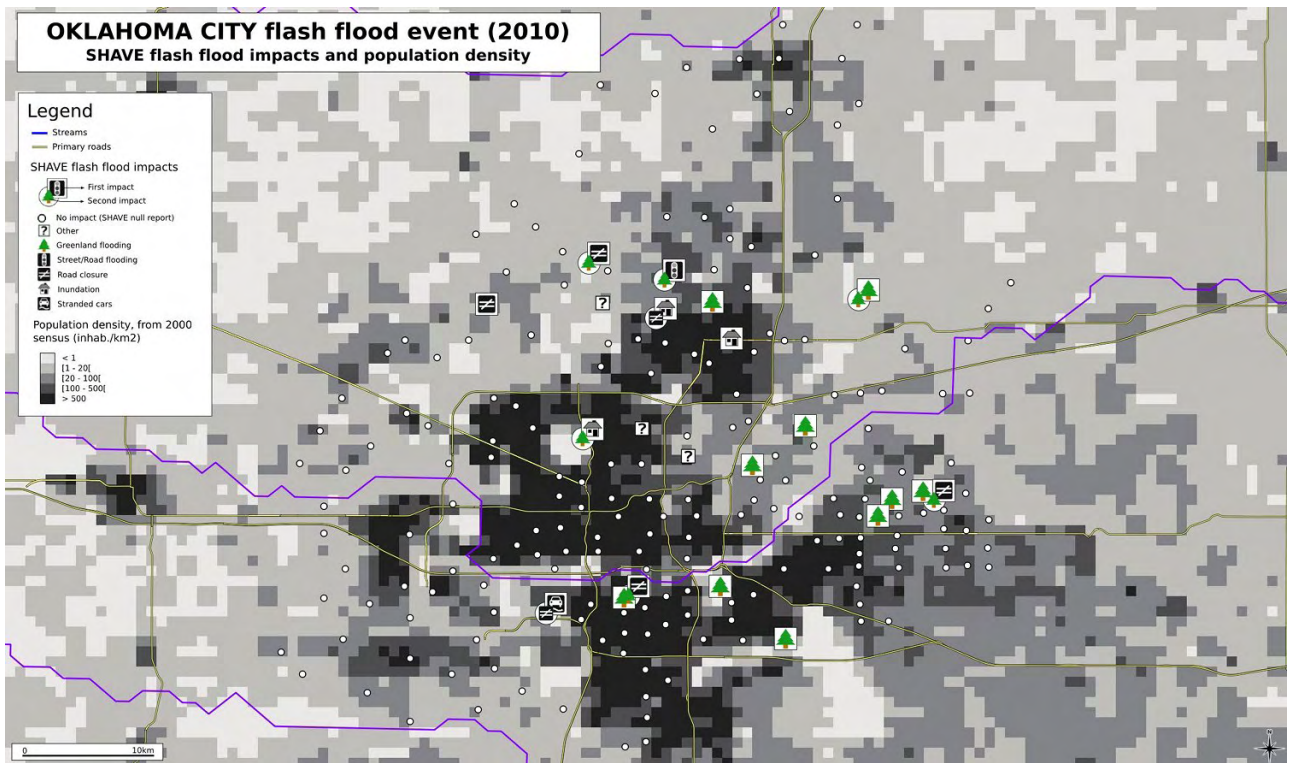 OKLAHOMA CITY flash flood event (2010)
SHAVE flash flood impacts and population density
Legend
Streams
Primary roads
SHAVE flash flood impacts
First impact
Second impact
No impact (SHAVE null report)
? Other
Greenland flooding
Street/Road flooding
Road closure
Inundation
Stranded cars
Population density, from 2000
sensus (inhab./km2)
< 1
[1 - 20[
[20 - 100[
[100 - 500[
> 500
?
?
?
0 10km
N